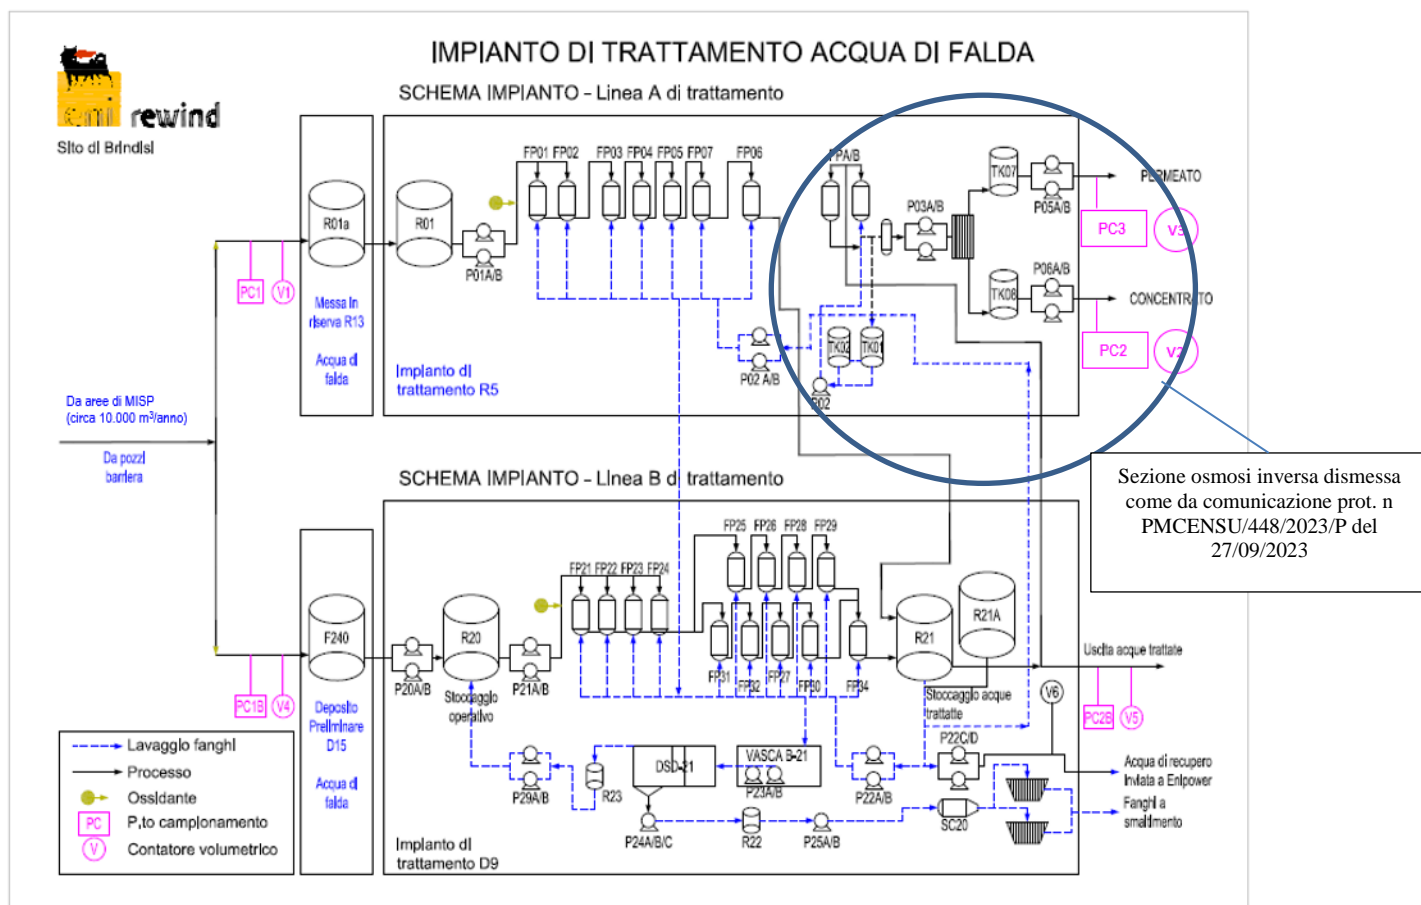 IMPIANTO DI TRATTAMENTO ACQUA DI FALDA
SCHEMA IMPIANTO - Linea A di trattamento
eni rewind
Sito di Brindisi
FP01 FP02 FP03 FP04 FP05 FP07 FP06
FPA/B
TK07
PERMEATO
P05A/B
R01a
R01
P03A/B
PC3
V3
P01A/B
PC1
V1
P06A/B
TK08
CONCENTRATO
Messa in
riserva R13
Acqua di
falda
TK02
TK01
PC2
V2
P02 A/B
Impianto di
trattamento R5
R02
Da aree di MISP
(circa 10.000 m³/anno)
Da pozzi
barriera
SCHEMA IMPIANTO - Linea B di trattamento
Sezione osmosi inversa dismessa
come da comunicazione prot. n
PMCENSU/448/2023/P del
27/09/2023
FP25 FP26 FP28 FP29
FP21 FP22 FP23 FP24
F240
R20
R21
R21A
Uscita acque trattate
P20A/B
P21A/B
FP31 FP32 FP27 FP30 FP34
Stoccaggio
operativo
Stoccaggio acque
trattatte
PC1B
V4
V6
PC2B
V5
Deposito
Preliminare
D15
Acqua di
falda
P22C/D
Lavaggio fanghi
Processo
Ossidante
PC
P.to campionamento
V
Contatore volumetrico
DSD-21
VASCA B-21
P23A/B
P29A/B
R23
P22A/B
Acqua di recupero
Inviata a Enipower
SC20
Fanghi a
smaltimento
P24A/B/C
R22
P25A/B
Impianto di
trattamento D9